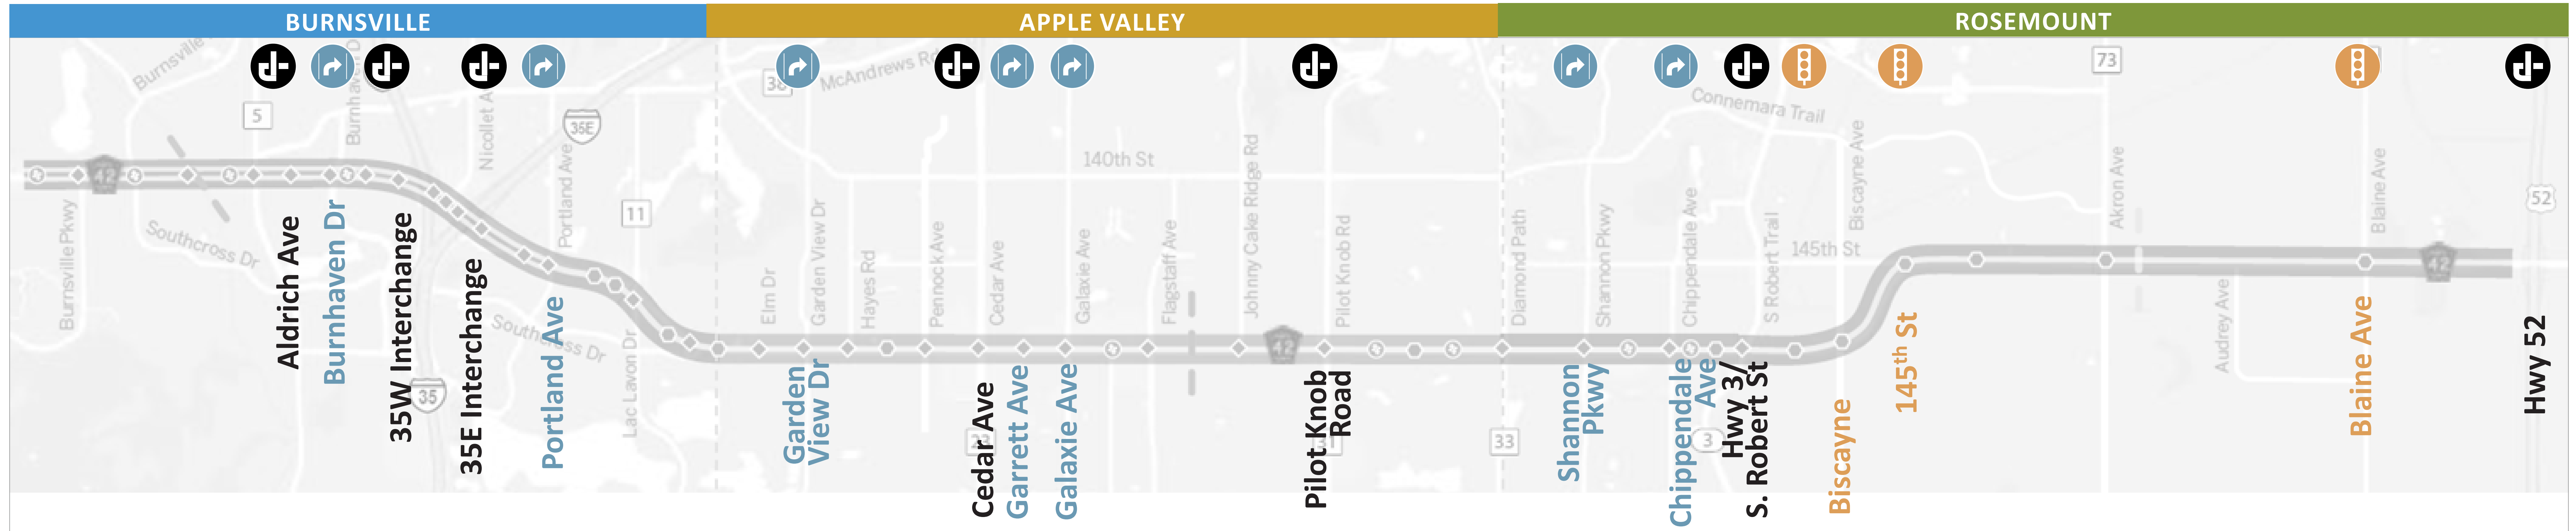 BURNSVILLE
APPLE VALLEY
ROSEMOUNT
Burnsville
5
Burnhaven D
Nicollet A
35E
38
McAndrews Rd
73
Connemara Trail
42
Burnsville Pkwy
Southcross Dr
Portland Ave
11
140th St
Johnny Cake Ridge Rd
Biscayne Ave
Akron Ave
Blaine Ave
52
Aldrich Ave
Burnhaven Dr
35W Interchange
35
35E Interchange
Portland Ave
Southcross Dr
Lac Lavon Dr
Elm Dr
Garden View Dr
Hayes Rd
Pennock Ave
Cedar Ave
Galaxie Ave
Flagstaff Ave
42
Pilot Knob Rd
Diamond Path
Shannon Pkwy
Chippendale Ave
S Robert Trail
145th St
Audrey Ave
42
Garden
View Dr
Cedar Ave
Garrett Ave
Galaxie Ave
Pilot Knob
Road
33
Shannon
Pkwy
Chippendale
Ave
3
Hwy 3/
S. Robert St
Biscayne
145th St
Blaine Ave
Hwy 52